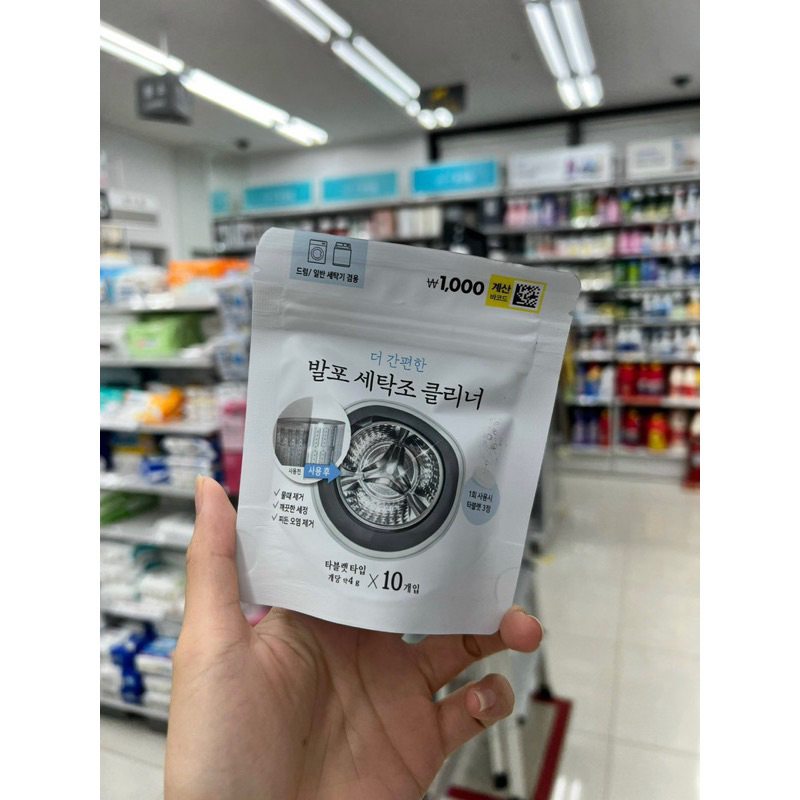 드럼/ 일반 세탁기 겸용
₩1,000
계산
바코드
더 간편한
발포 세탁조 클리너
사용전
사용 후
물때 제거
깨끗한 세정
찌든 오염 제거
1회 사용시
타블렛 3정
타블렛 타입
개당 약4 g
X 10개입